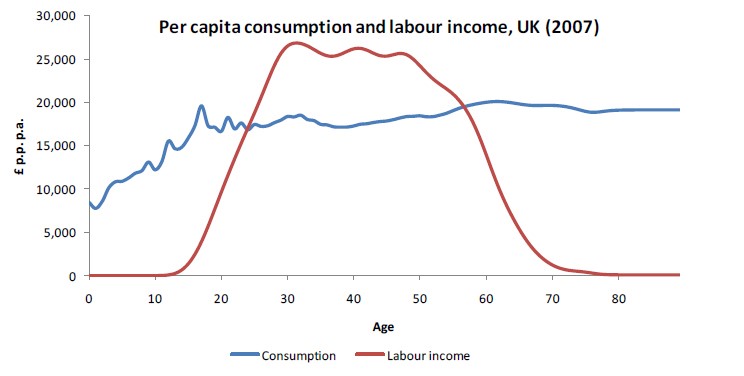 Per capita consumption and labour income, UK (2007)
30,000
25,000
20,000
15,000
10,000
5,000
0
£ p.p. p.a.
0 10 20 30 40 50 60 70 80
Age
Consumption Labour income